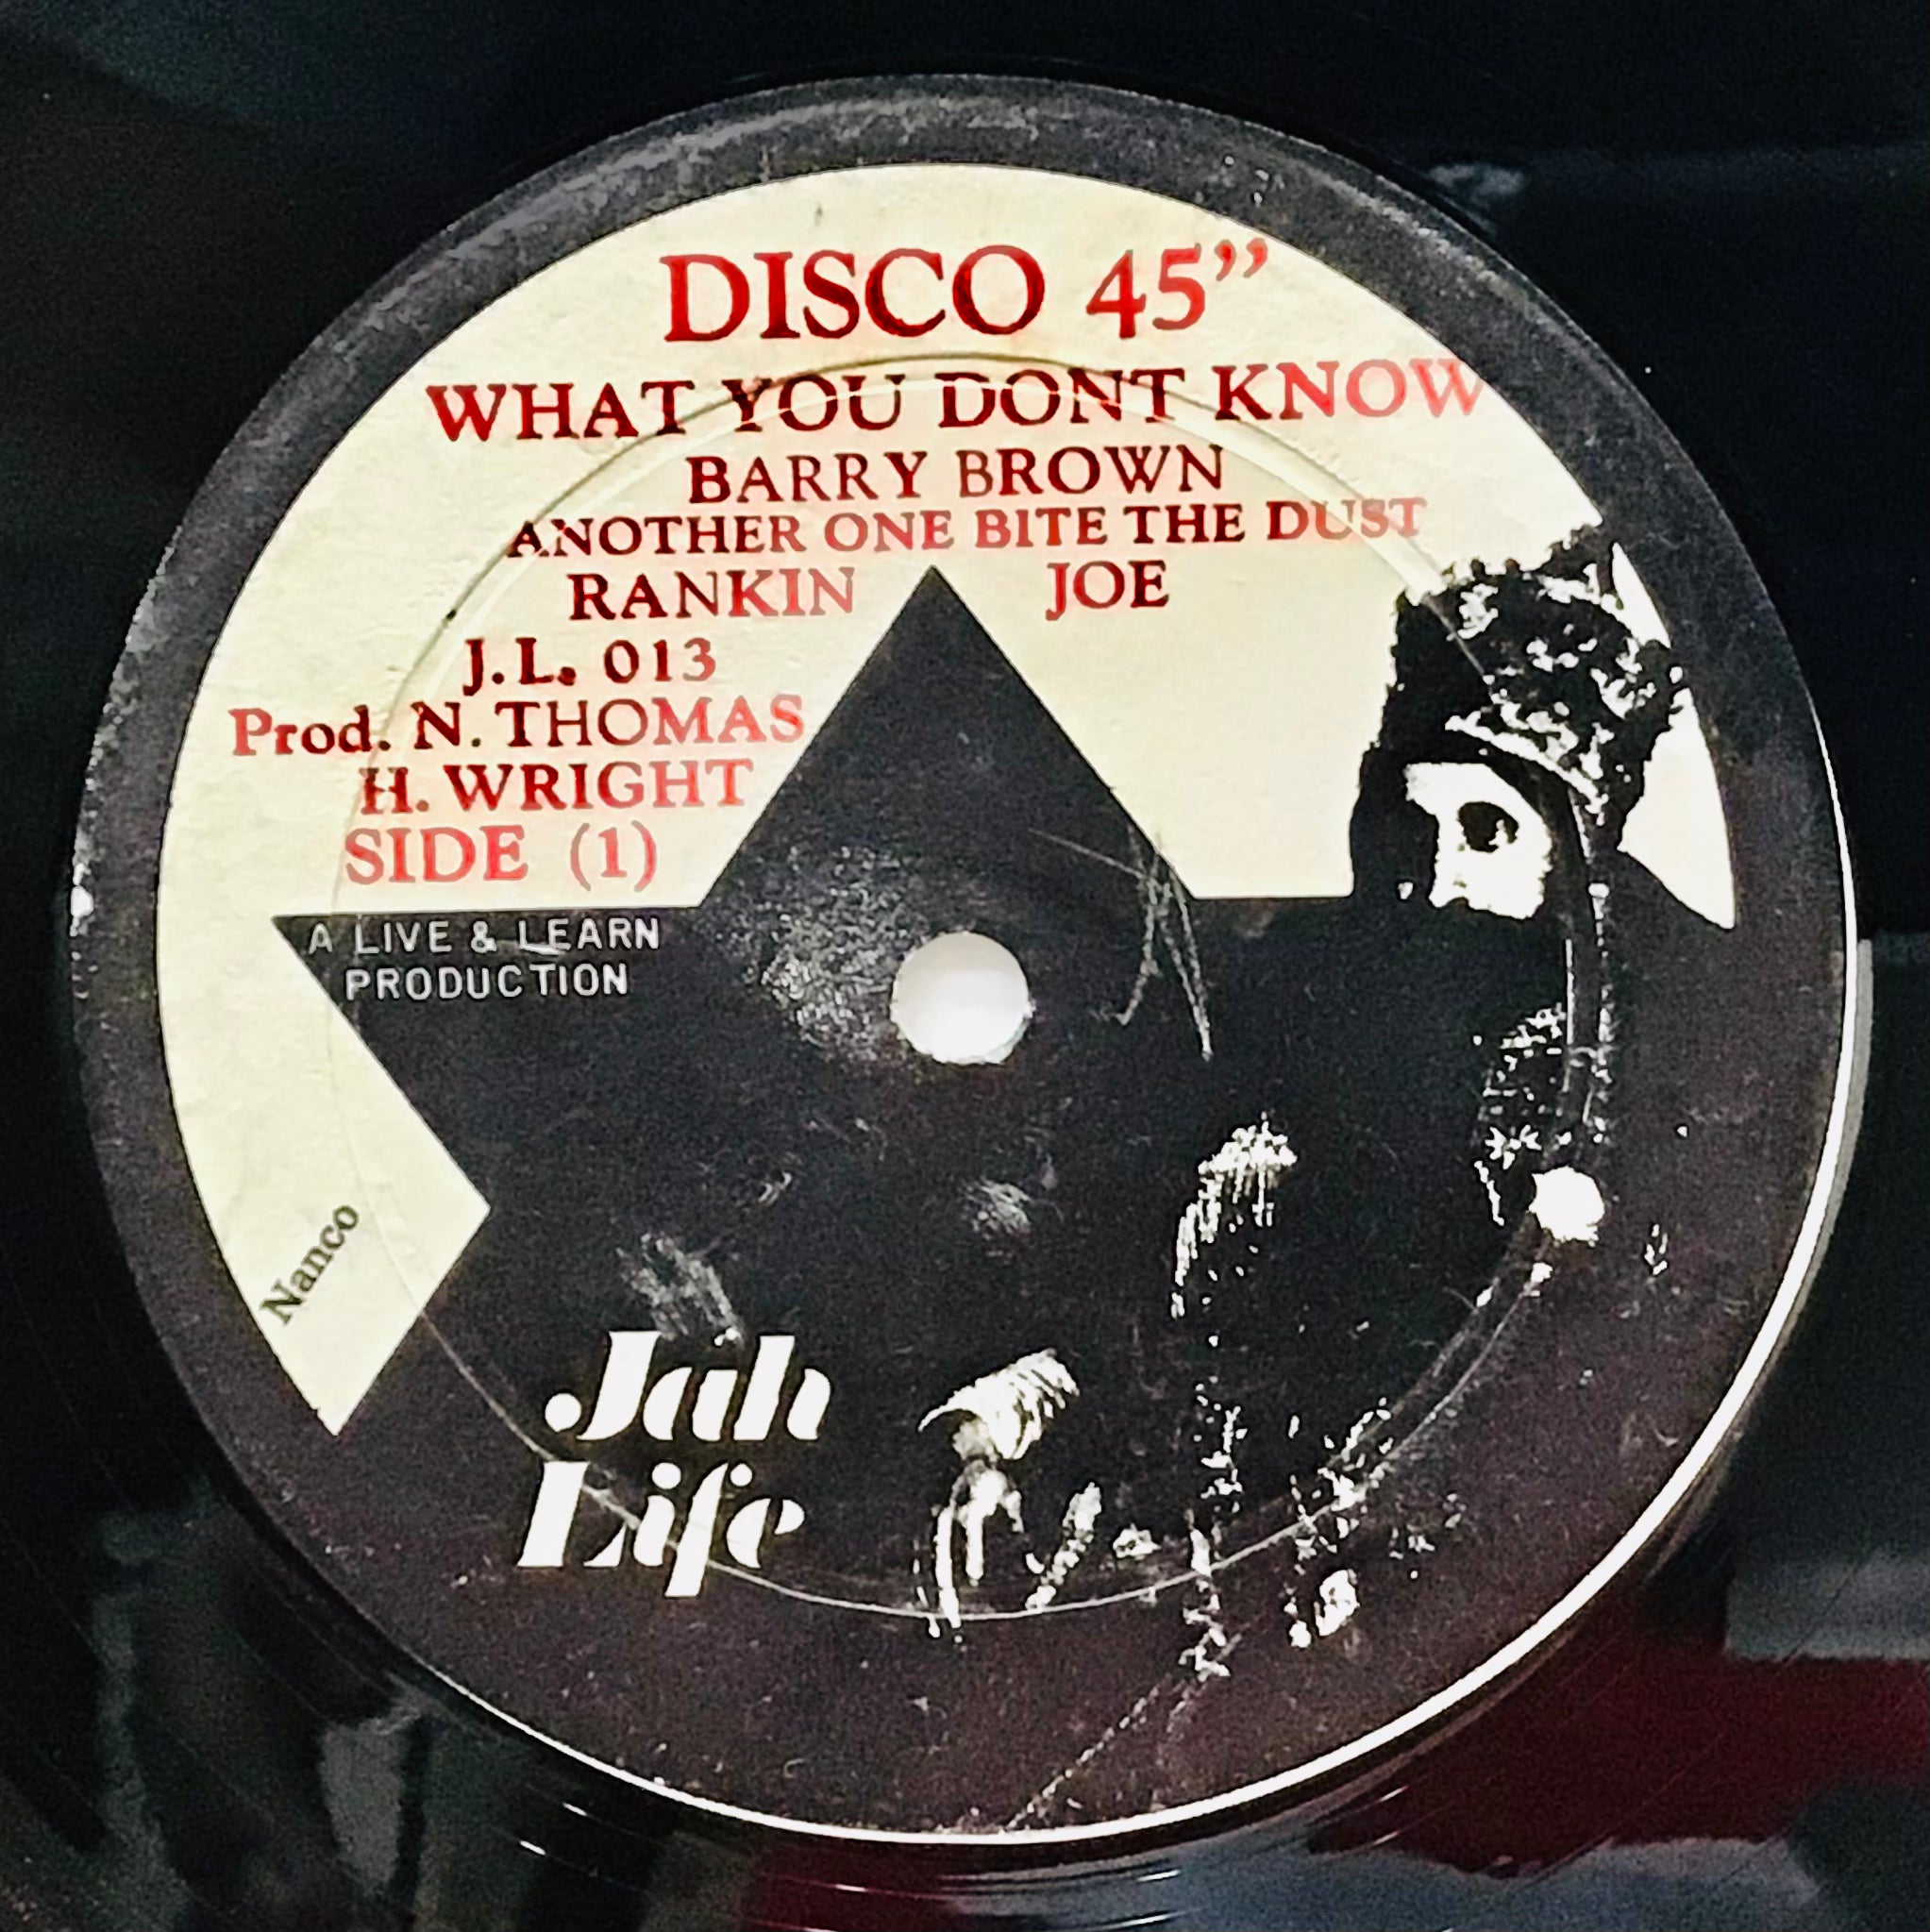 DISCO 45”
WHAT YOU DONT KNOW
BARRY BROWN
ANOTHER ONE BITE THE DUST
RANKIN JOE
J.L. 013
Prod. N. THOMAS
H. WRIGHT
SIDE (1)
A LIVE & LEARN
PRODUCTION
Nanco
Jah
Life